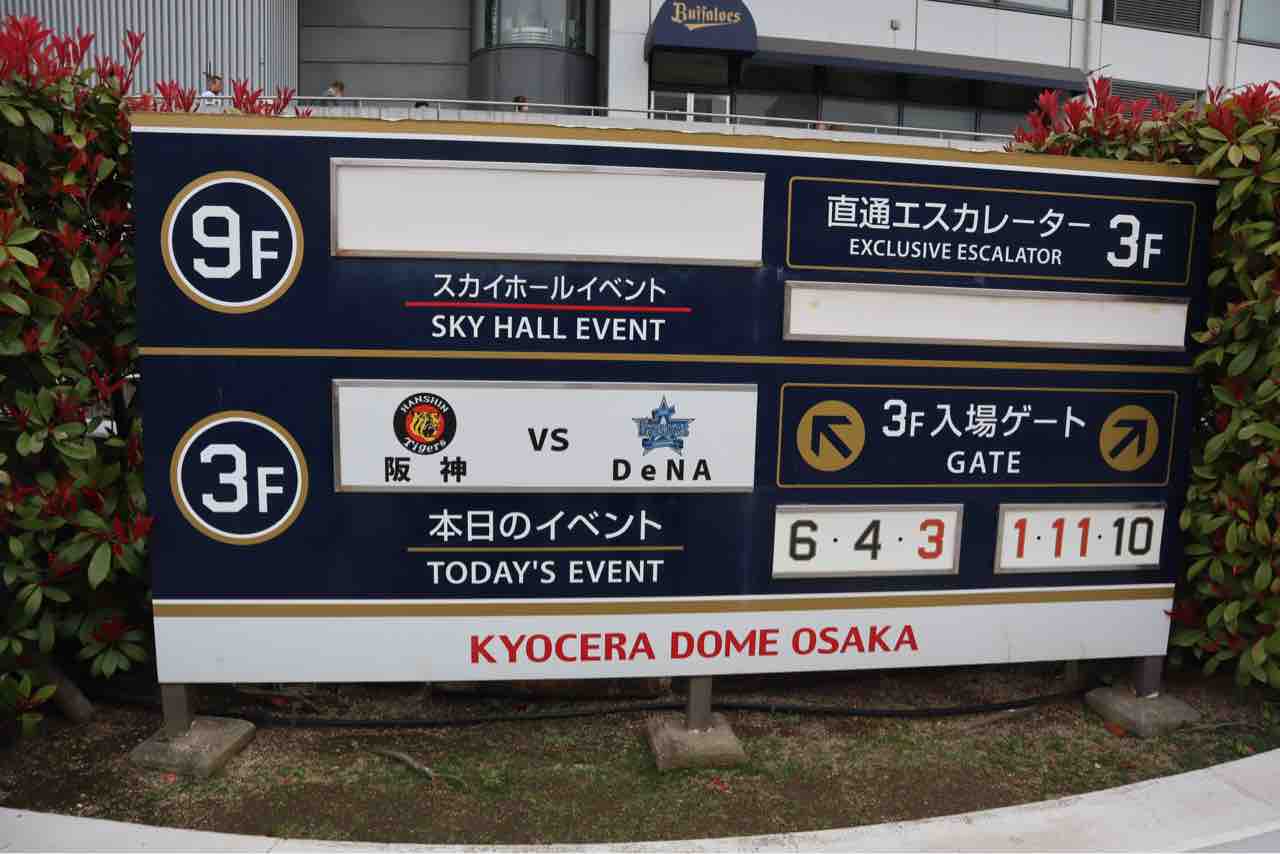 Buffaloes
9F
スカイホールイベント
SKY HALL EVENT
直通エスカレーター 3F
EXCLUSIVE ESCALATOR
3F
HANSHIN
Tigers
阪神
VS
DeNA
本日のイベント
TODAY'S EVENT
3F入場ゲート
GATE
6・4・3
1・11・10
KYOCERA DOME OSAKA